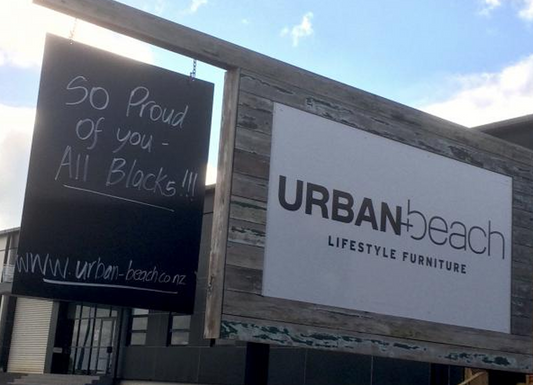 So Proud
of you -
All Blacks!!!
www.urban-beach.co.nz
URBAN+beach
LIFESTYLE FURNITURE